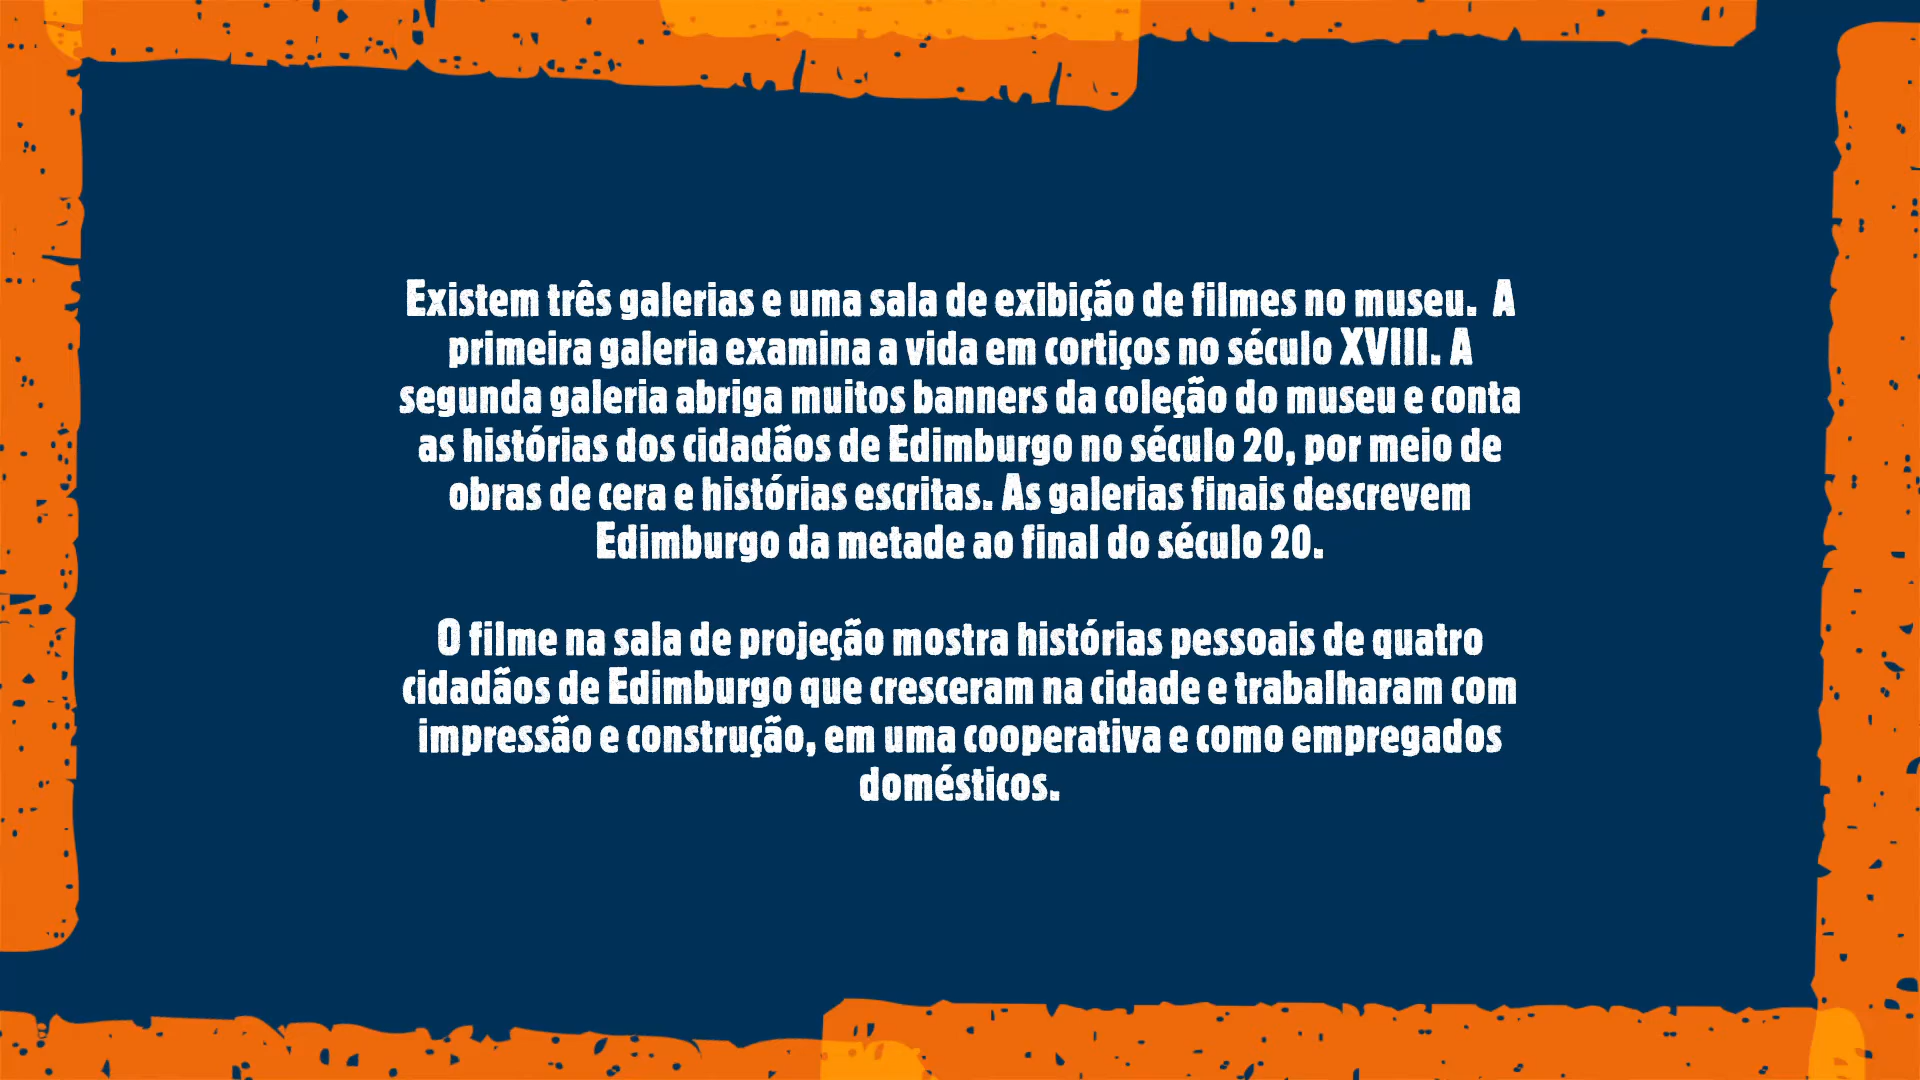 Existem três galerias e uma sala de exibição de filmes no museu.  A
primeira galeria examina a vida em cortiços no século XVIII. A
segunda galeria abriga muitos banners da coleção do museu e conta
as histórias dos cidadãos de Edimburgo no século 20, por meio de
obras de cera e histórias escritas. As galerias finais descrevem
Edimburgo da metade ao final do século 20.
O filme na sala de projeção mostra histórias pessoais de quatro
cidadãos de Edimburgo que cresceram na cidade e trabalharam com
impressão e construção, em uma cooperativa e como empregados
domésticos.